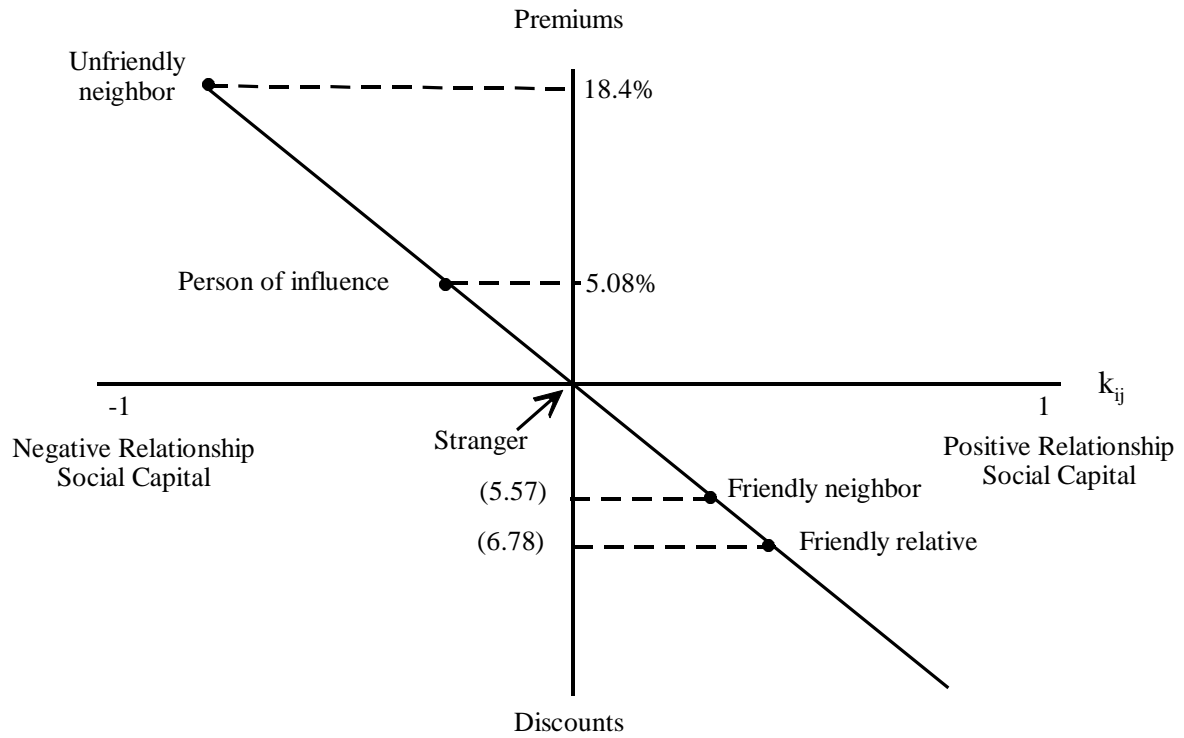 Premiums
Unfriendly
neighbor
18.4%
Person of influence
5.08%
k_ij
-1
1
Stranger
Negative Relationship
Social Capital
Positive Relationship
Social Capital
(5.57)
Friendly neighbor
(6.78)
Friendly relative
Discounts